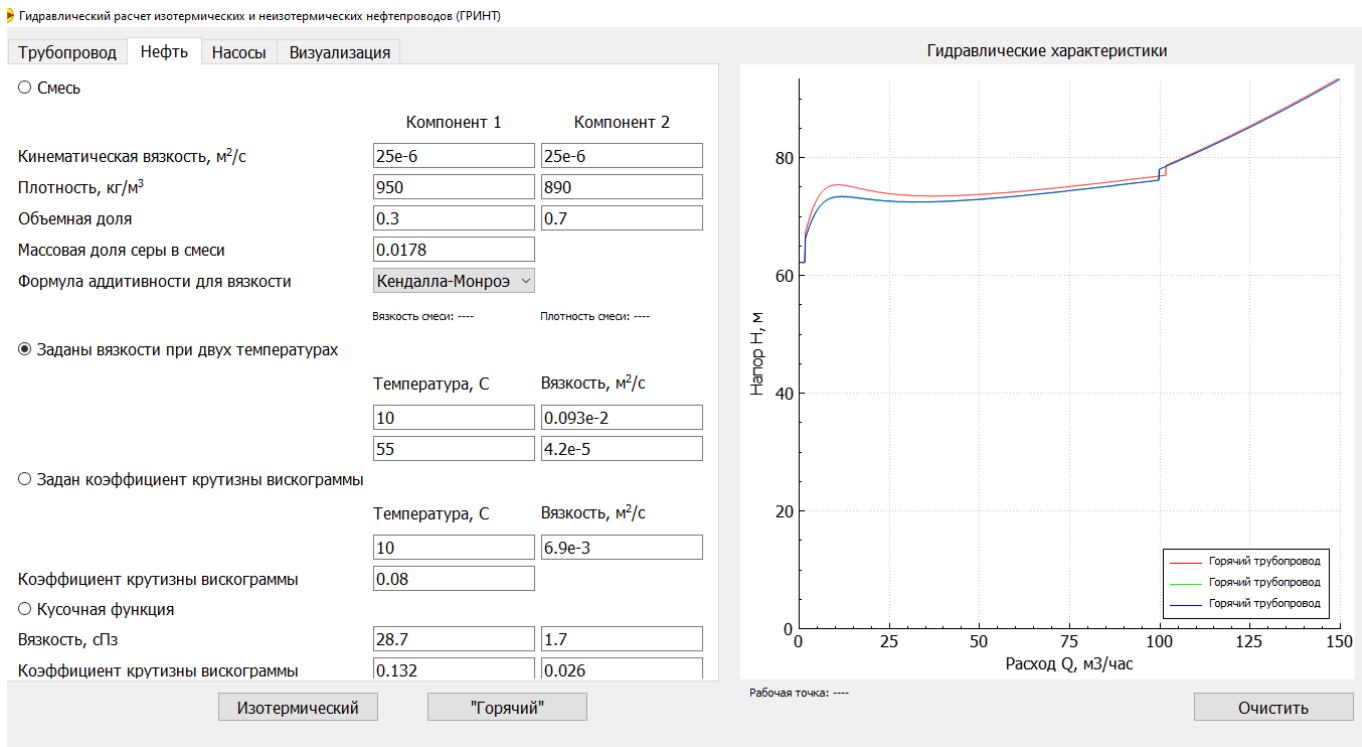 Гидравлический расчет изотермических и неизотермических нефтепроводов (ГРИНТ)
Трубопровод Нефть Насосы Визуализация
Смесь
Компонент 1 Компонент 2
Кинематическая вязкость, м²/с 25e-6 25e-6
Плотность, кг/м³ 950 890
Объемная доля 0.3 0.7
Массовая доля серы в смеси 0.0178
Формула аддитивности для вязкости Кендалла-Монроэ
Вязкость смеси: ---- Плотность смеси: ----
Заданы вязкости при двух температурах
Температура, С Вязкость, м²/с
10 0.093e-2
55 4.2e-5
Задан коэффициент крутизны вискограммы
Температура, С Вязкость, м²/с
10 6.9e-3
Коэффициент крутизны вискограммы 0.08
Кусочная функция
Вязкость, сПз 28.7 1.7
Коэффициент крутизны вискограммы 0.132 0.026
Изотермический "Горячий"
Гидравлические характеристики
80
60
40
20
0
Напор H, м
0 25 50 75 100 125 150
Расход Q, м3/час
Горячий трубопровод
Горячий трубопровод
Горячий трубопровод
Рабочая точка: ----
Очистить